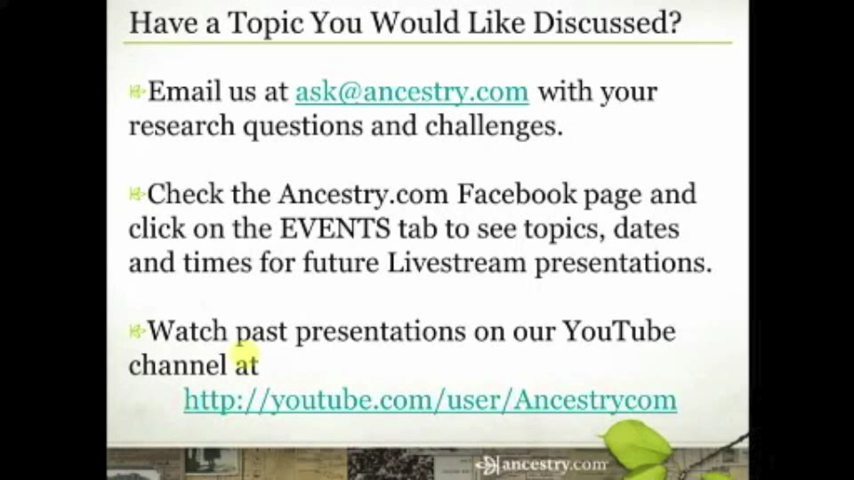 Have a Topic You Would Like Discussed?
Email us at ask@ancestry.com with your
research questions and challenges.
Check the Ancestry.com Facebook page and
click on the EVENTS tab to see topics, dates
and times for future Livestream presentations.
Watch past presentations on our YouTube
channel at
http://youtube.com/user/Ancestrycom
ancestry.com